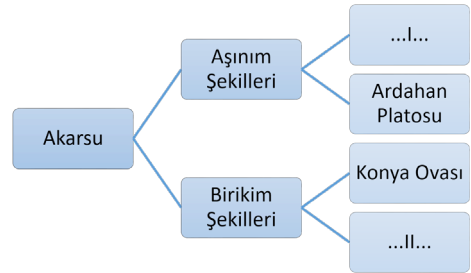 Akarsu
Aşınım
Şekilleri
...I...
Ardahan
Platosu
Birikim
Şekilleri
Konya Ovası
...II...